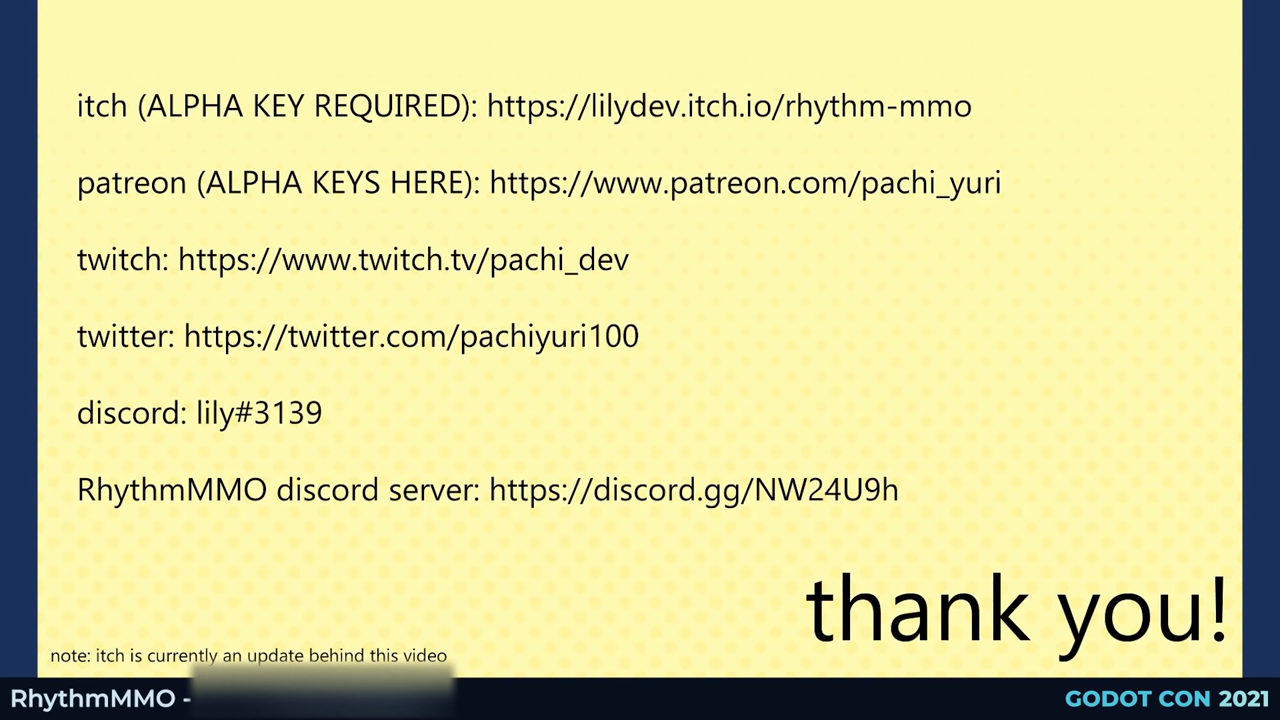 itch (ALPHA KEY REQUIRED): https://lilydev.itch.io/rhythm-mmo
patreon (ALPHA KEYS HERE): https://www.patreon.com/pachi_yuri
twitch: https://www.twitch.tv/pachi_dev
twitter: https://twitter.com/pachiyuri100
discord: lily#3139
RhythmMMO discord server: https://discord.gg/NW24U9h
thank you!
note: itch is currently an update behind this video
RhythmMMO -
GODOT CON 2021